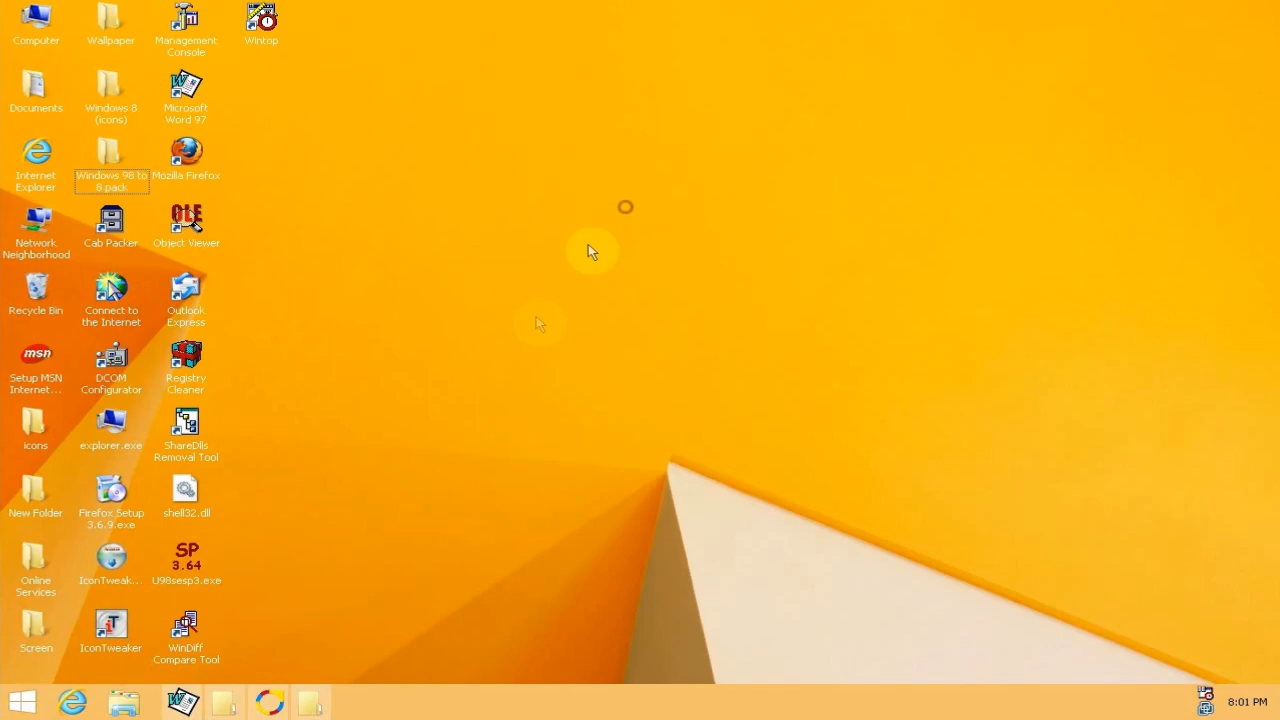 Computer
Wallpaper
Management
Console
Wintop
Documents
Windows 8
(icons)
Microsoft
Word 97
Internet
Explorer
Windows 98 to
8 pack
Mozilla Firefox
Network
Neighborhood
Cab Packer
OLE
Object Viewer
Recycle Bin
Connect to
the Internet
Outlook
Express
msn
Setup MSN
Internet...
DCOM
Configurator
Registry
Cleaner
icons
explorer.exe
ShareDlls
Removal Tool
New Folder
Firefox Setup
3.6.9.exe
shell32.dll
Online
Services
IconTweak...
SP
3.64
U98sesp3.exe
Screen
iT
IconTweaker
WinDiff
Compare Tool
8:01 PM